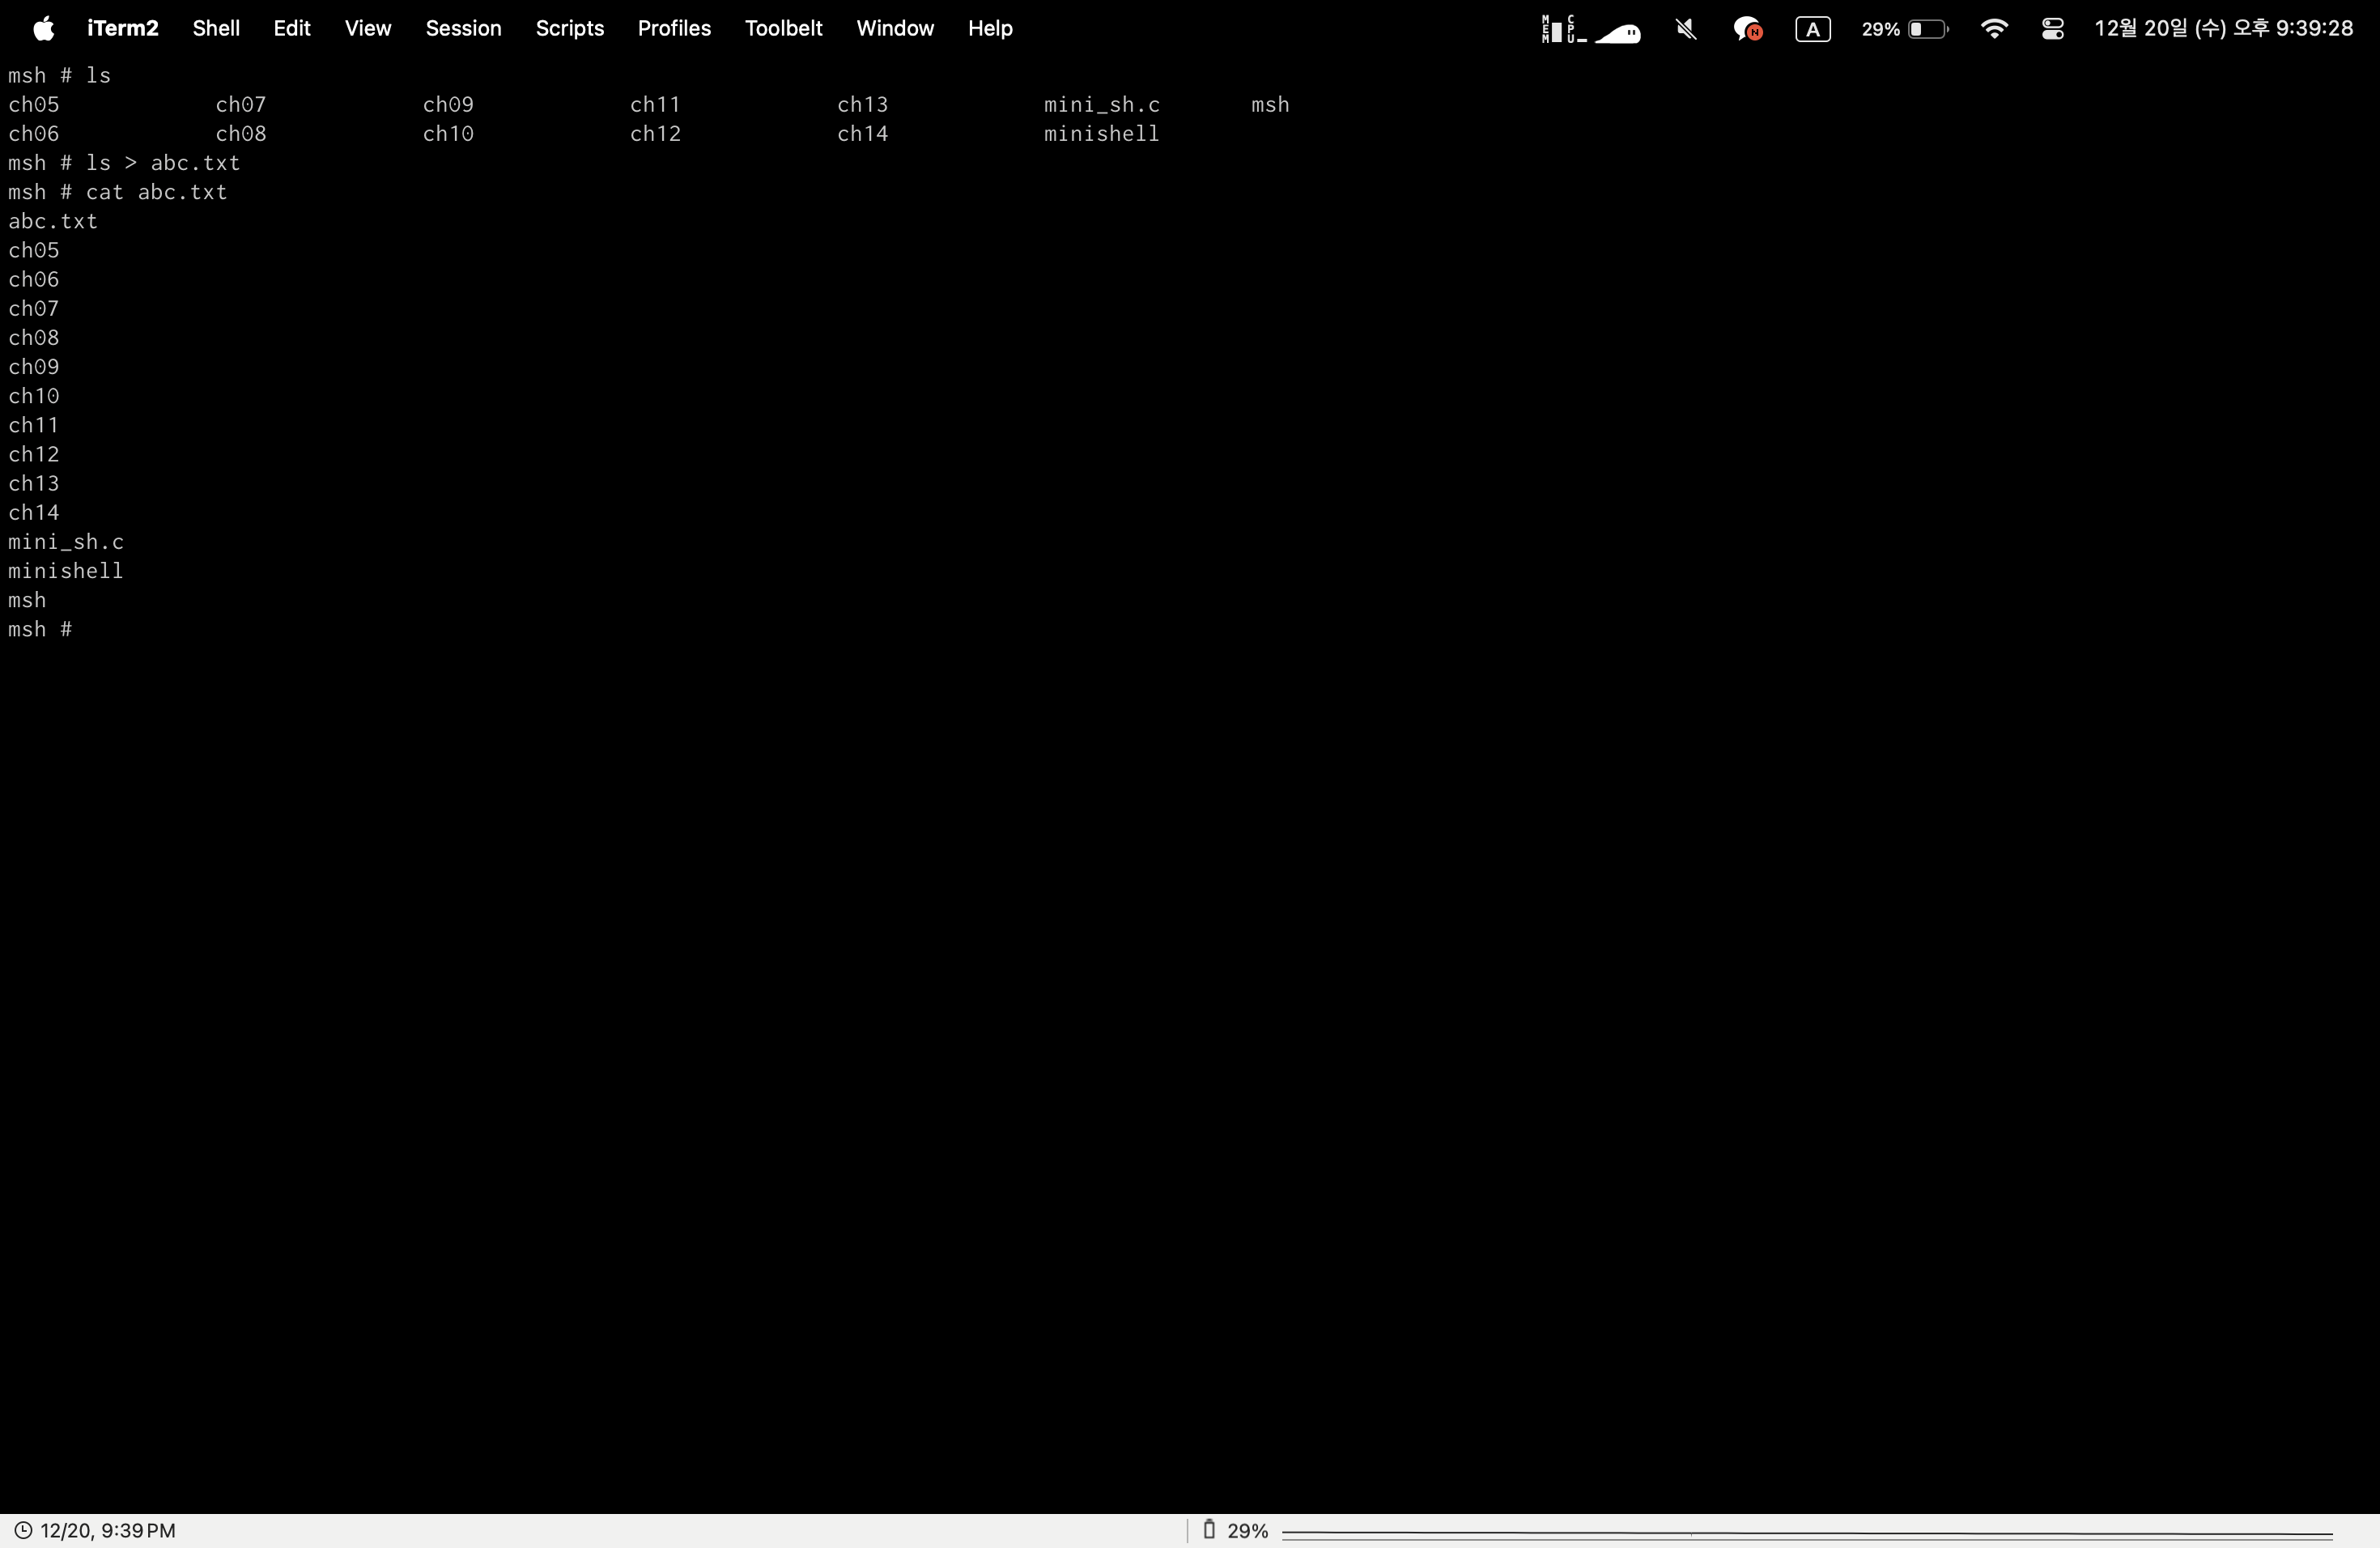 iTerm2 Shell Edit View Session Scripts Profiles Toolbelt Window Help MEM CPU N A 29% 12월 20일 (수) 오후 9:39:28
msh # ls
ch05 ch07 ch09 ch11 ch13 mini_sh.c msh
ch06 ch08 ch10 ch12 ch14 minishell
msh # ls > abc.txt
msh # cat abc.txt
abc.txt
ch05
ch06
ch07
ch08
ch09
ch10
ch11
ch12
ch13
ch14
mini_sh.c
minishell
msh
msh #
12/20, 9:39 PM 29%